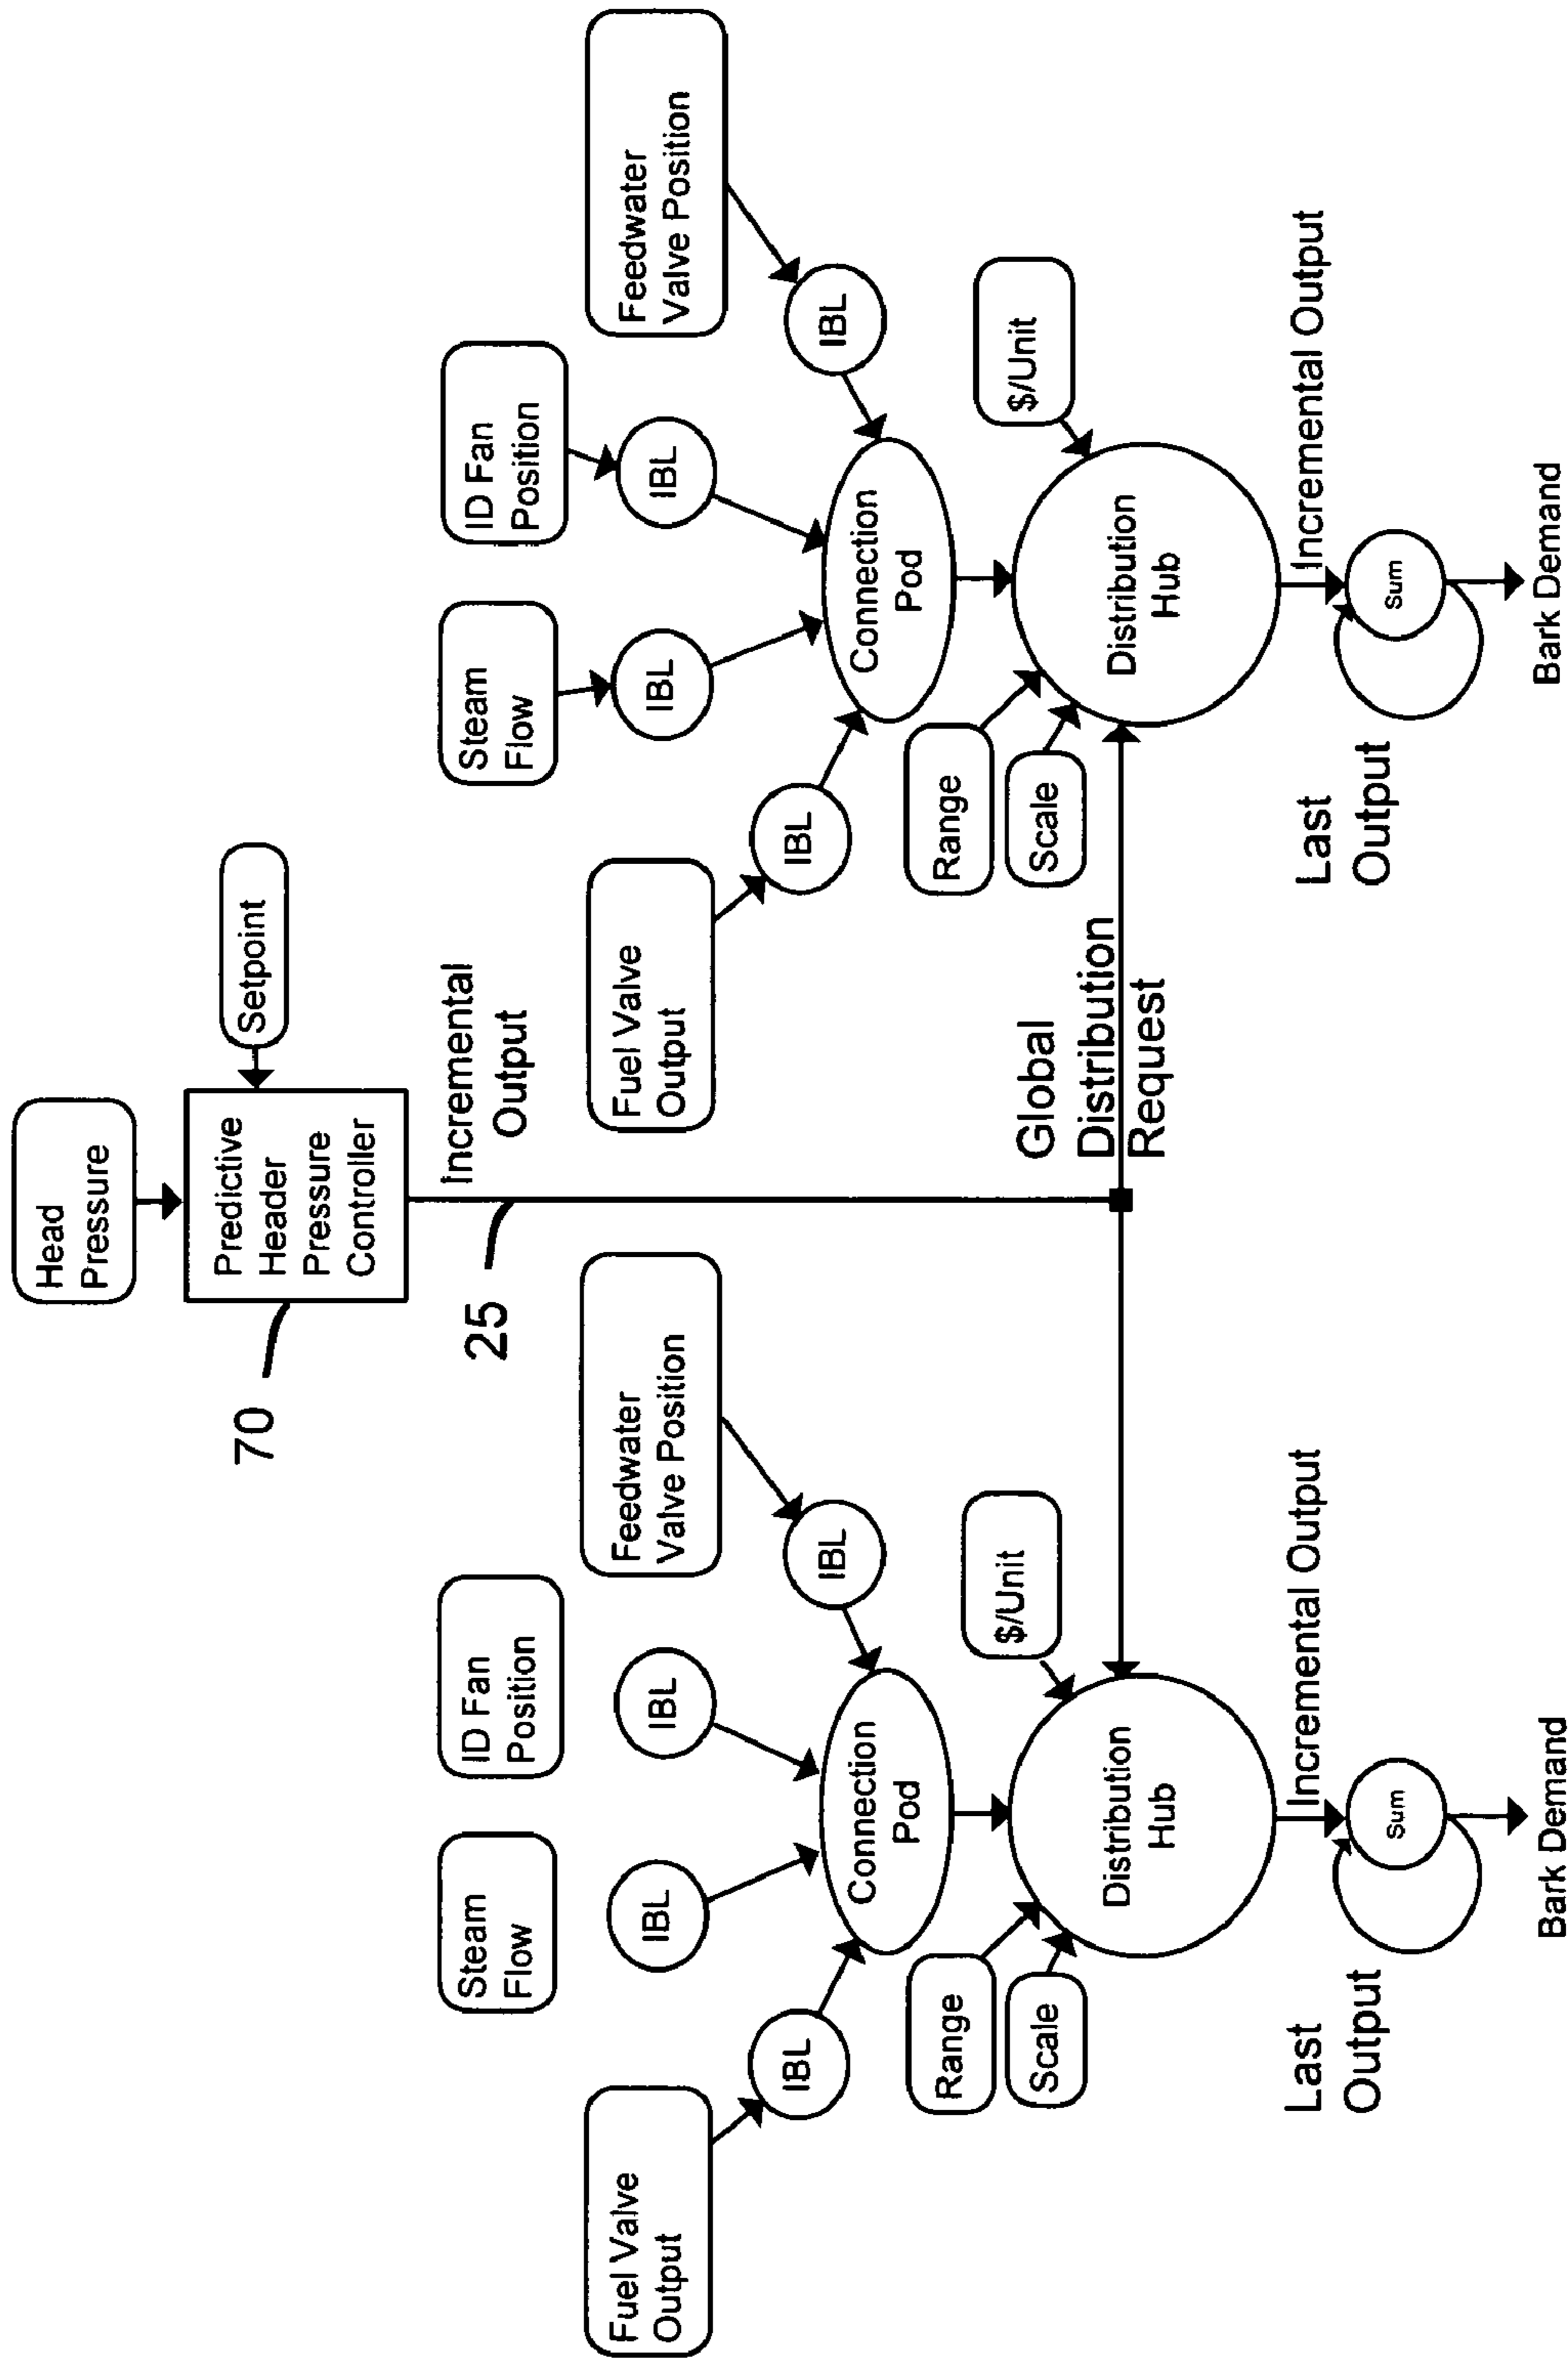 Head
Pressure
Setpoint
Predictive
Header
Pressure
Controller
70
Incremental
Output
25
Steam
Flow
ID Fan
Position
Fuel Valve
Output
Feedwater
Valve Position
IBL
IBL
IBL
IBL
Connection
Pod
Range
Scale
$/Unit
Distribution
Hub
Incremental Output
Last
Output
Sum
Bark Demand
Global
Distribution
Request
Steam
Flow
ID Fan
Position
Fuel Valve
Output
Feedwater
Valve Position
IBL
IBL
IBL
IBL
Connection
Pod
Range
Scale
$/Unit
Distribution
Hub
Incremental Output
Last
Output
Sum
Bark Demand